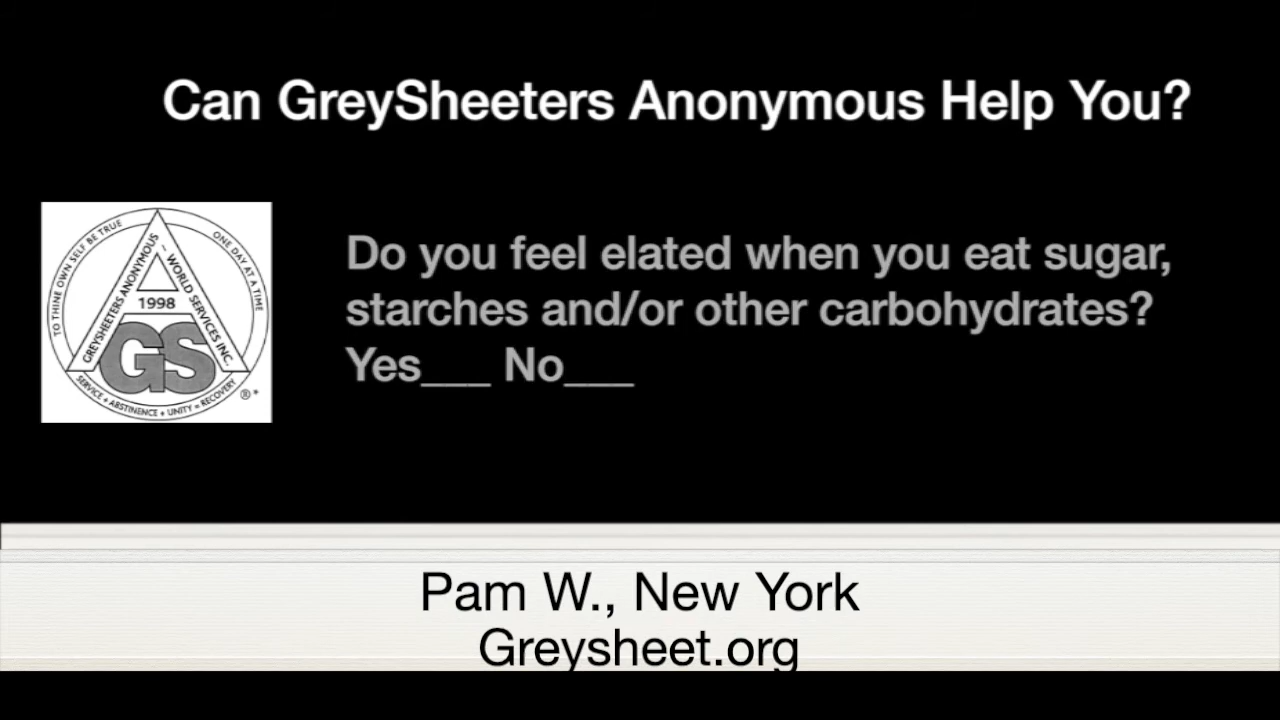 Can GreySheeters Anonymous Help You?
TO THINE OWN SELF BE TRUE
ONE DAY AT A TIME
GREYSHEETERS ANONYMOUS ~ WORLD SERVICES INC.
1998
GS
SERVICE + ABSTINENCE + UNITY = RECOVERY
®*
Do you feel elated when you eat sugar,
starches and/or other carbohydrates?
Yes___ No___
Pam W., New York
Greysheet.org